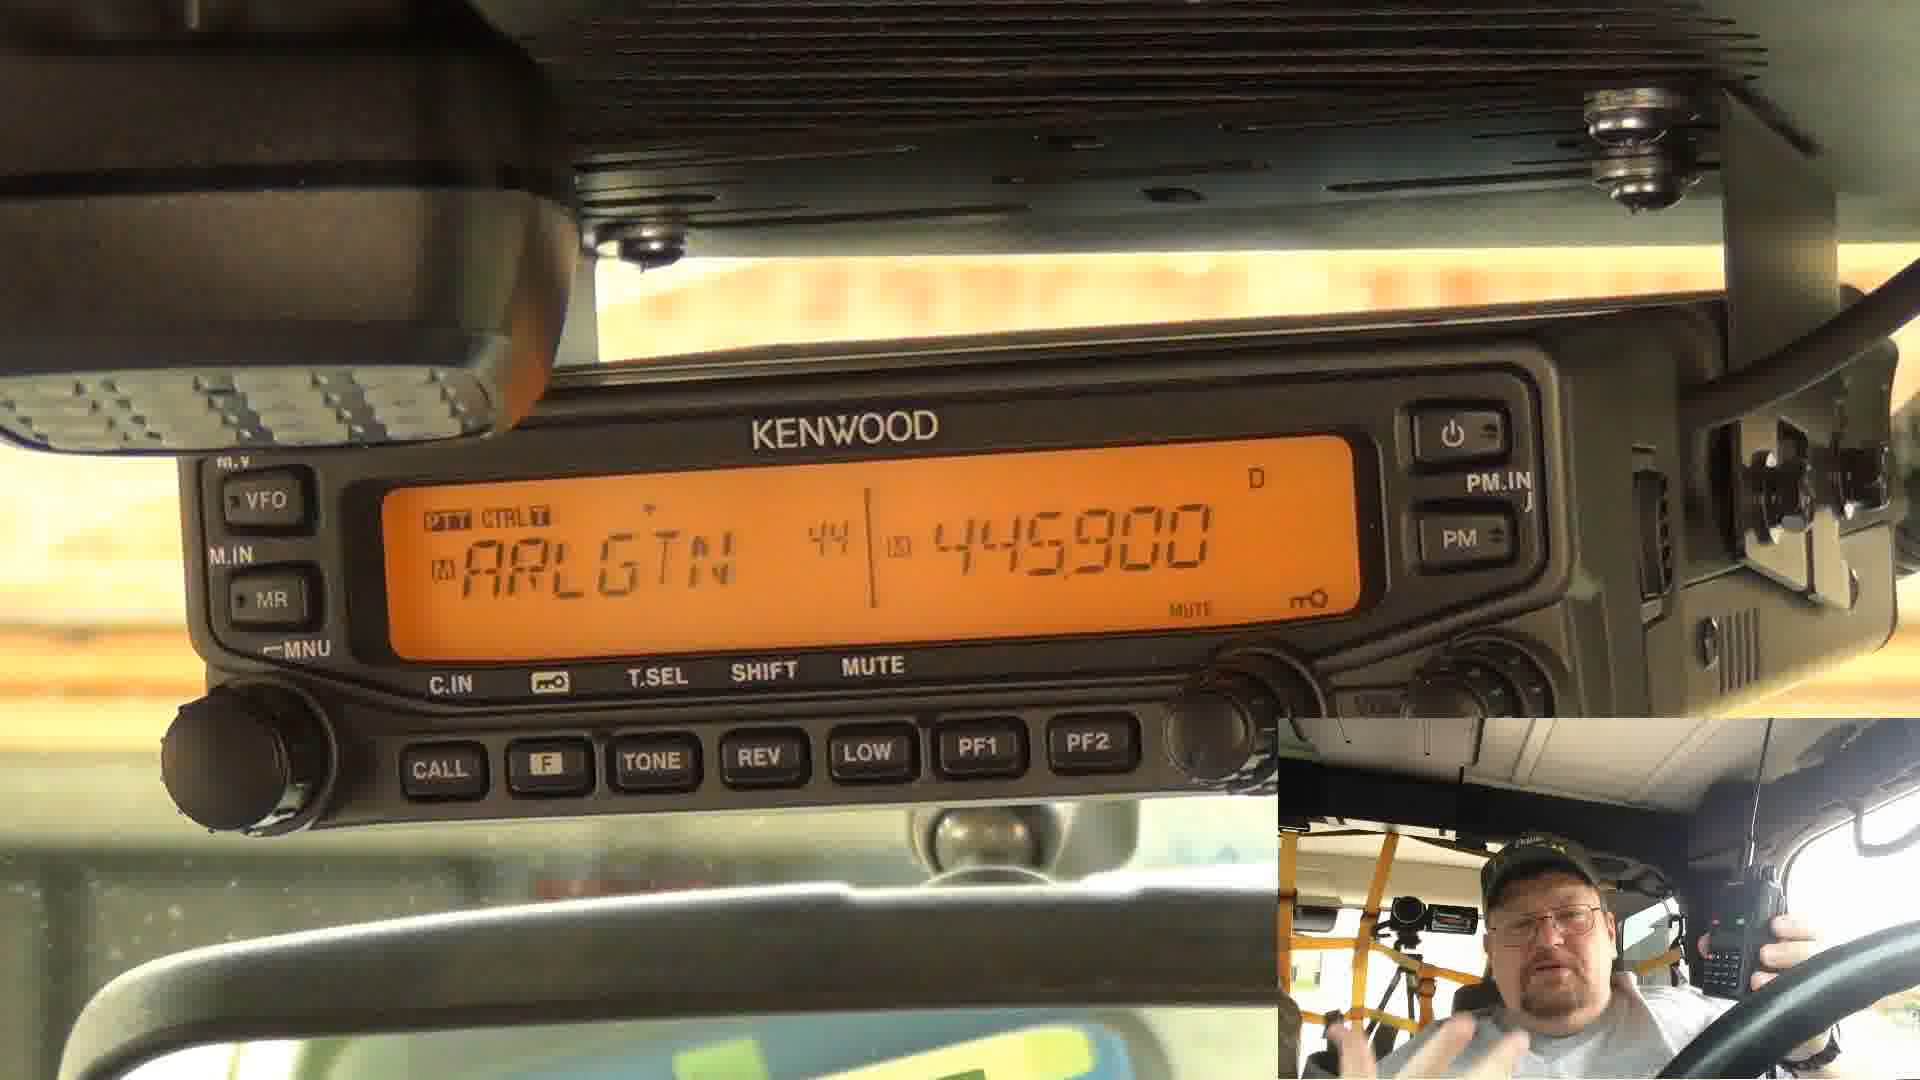 KENWOOD
M.V
VFO
PTT CTRL T
D
PM.IN
M.IN
ARLGTN 44 445.900
PM
MR
MUTE
MNU
C.IN T.SEL SHIFT MUTE
CALL F TONE REV LOW PF1 PF2